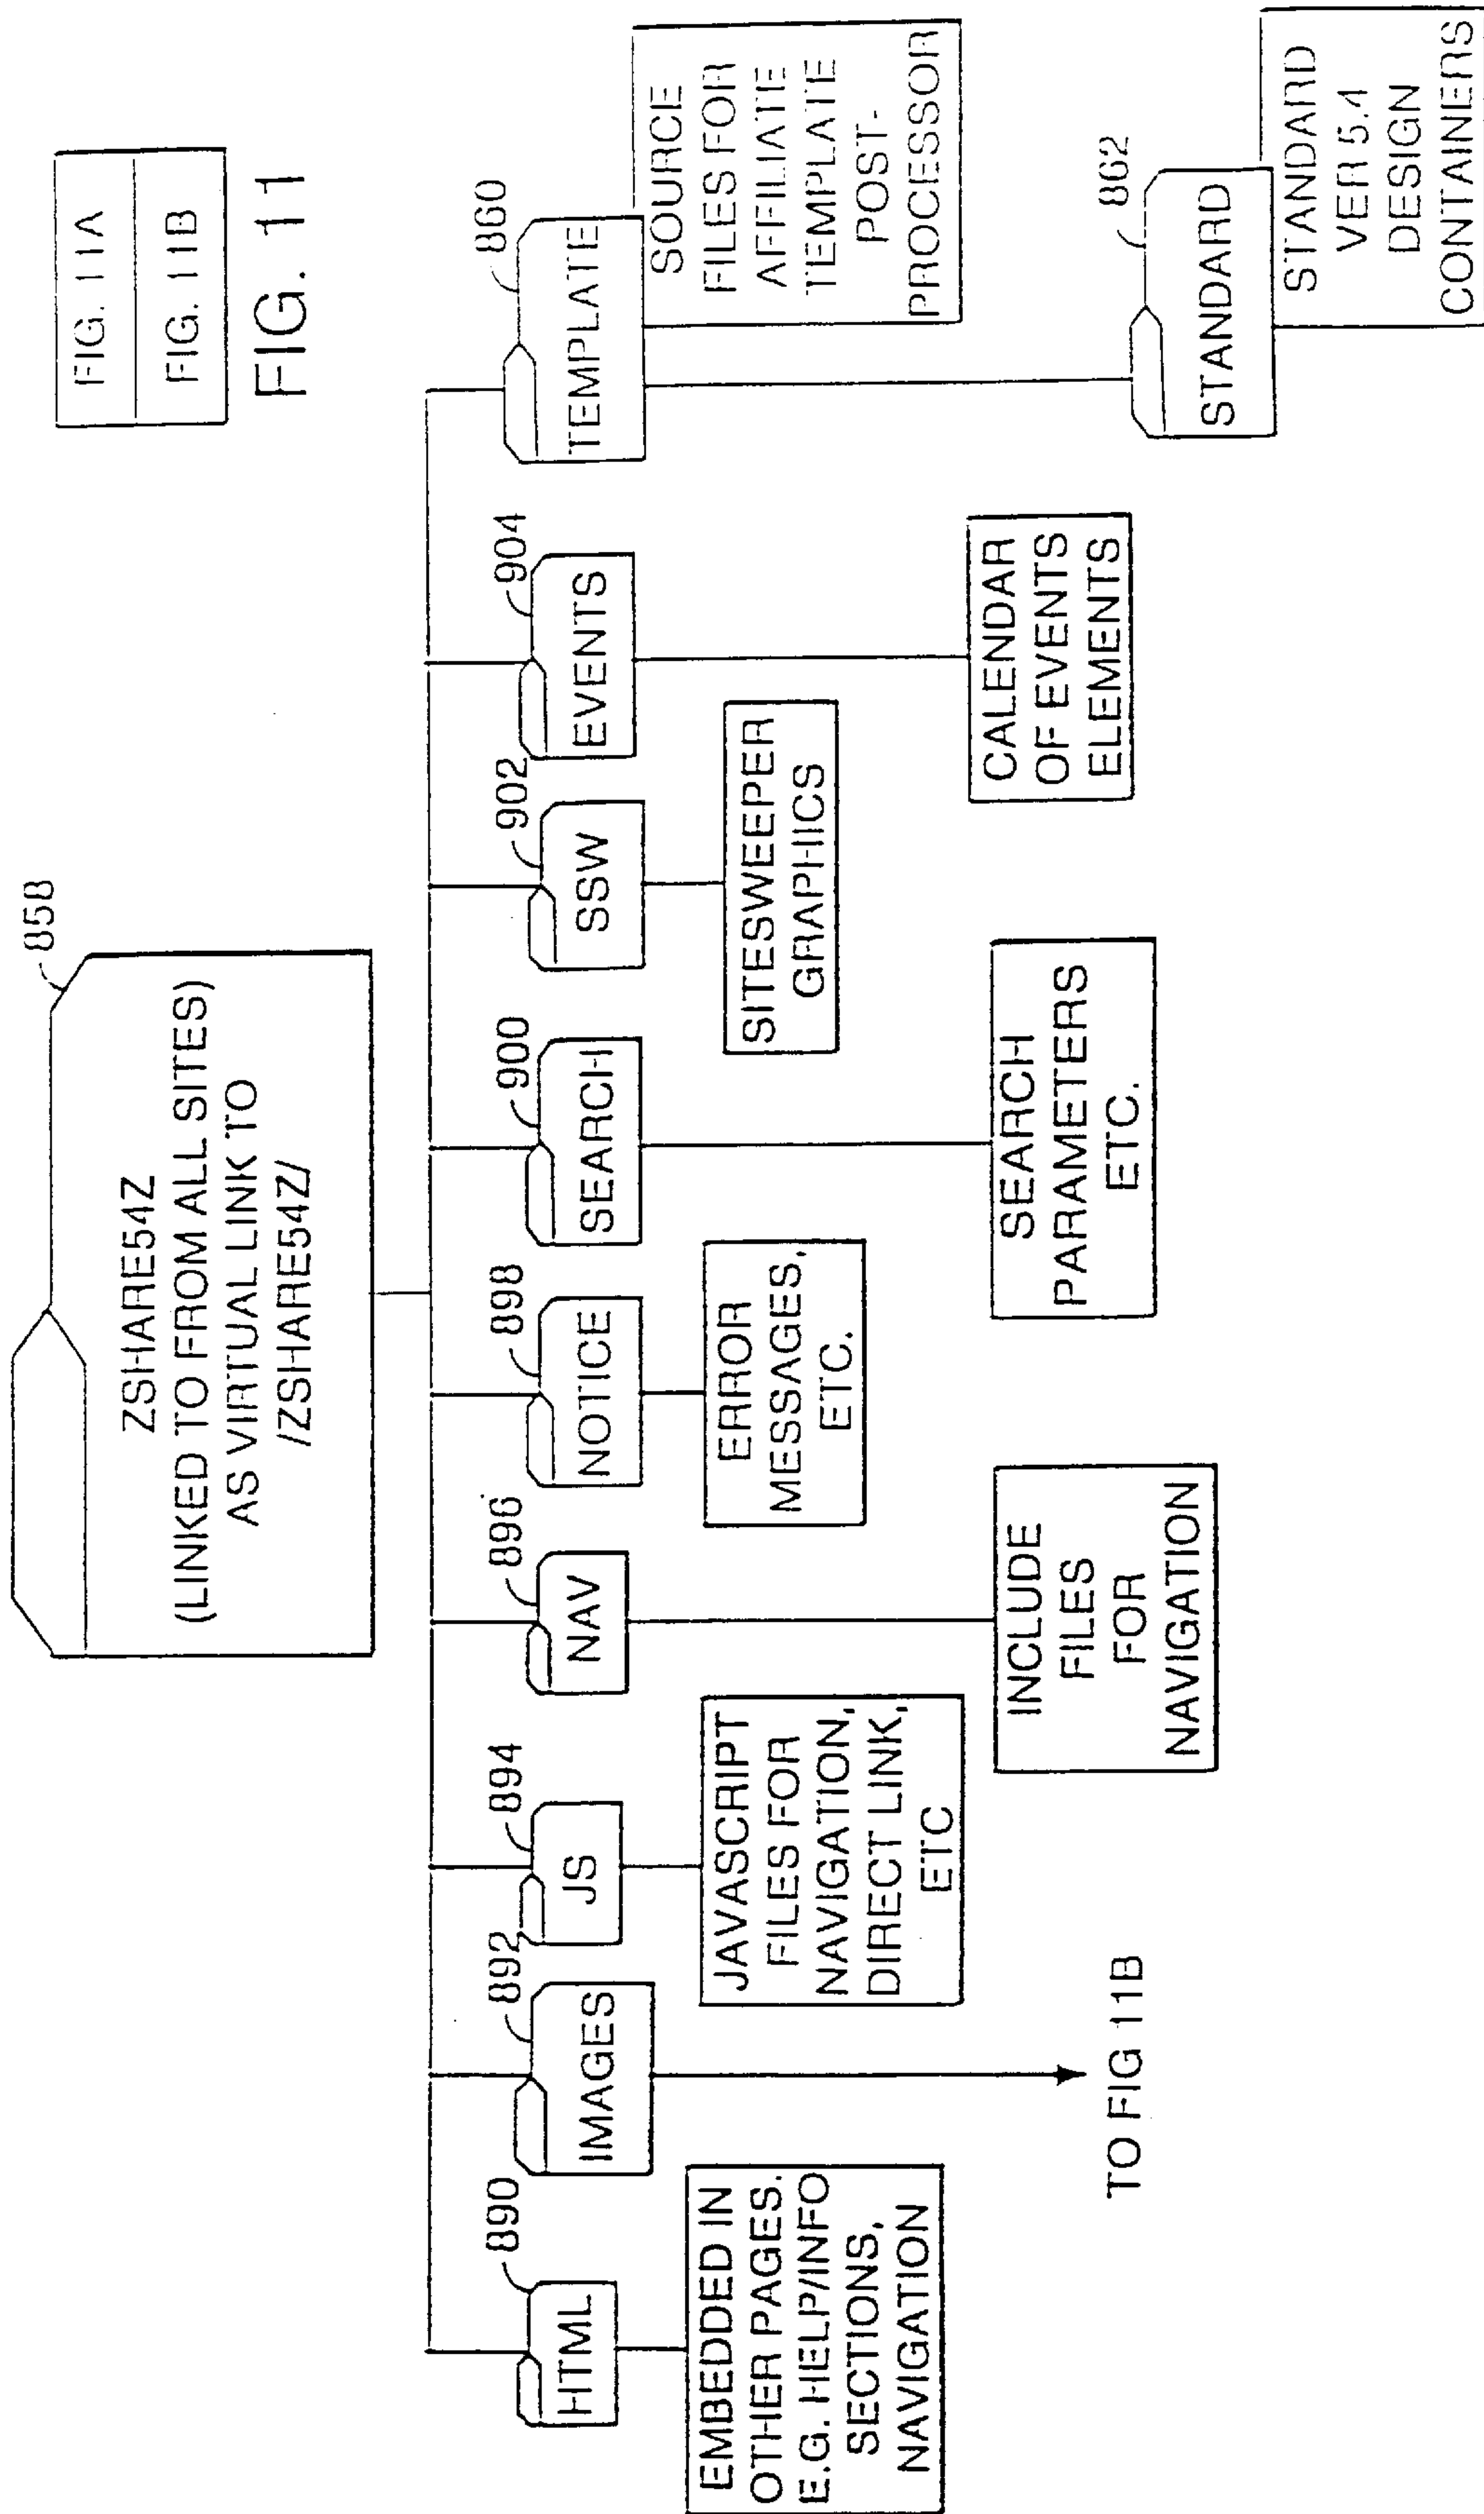 FIG. 11A
FIG. 11B
FIG. 11
858
ZSHARE54Z
(LINKED TO FROM ALL SITES)
AS VIRTUAL LINK TO
/ZSHARE54Z/
890
HTML
EMBEDDED IN
OTHER PAGES.
E.G. HELP/INFO
SECTIONS,
NAVIGATION
892
IMAGES
TO FIG 11B
894
JS
JAVASCRIPT
FILES FOR
NAVIGATION,
DIRECT LINK,
ETC
896
NAV
INCLUDE
FILES
FOR
NAVIGATION
898
NOTICE
ERROR
MESSAGES,
ETC.
900
SEARCH
SEARCH
PARAMETERS
ETC.
902
SSW
SITESWEEPER
GRAPHICS
904
EVENTS
CALENDAR
OF EVENTS
ELEMENTS
860
TEMPLATE
SOURCE
FILES FOR
AFFILIATE
TEMPLATE
POST-
PROCESSOR
862
STANDARD
STANDARD
VER 5.4
DESIGN
CONTAINERS